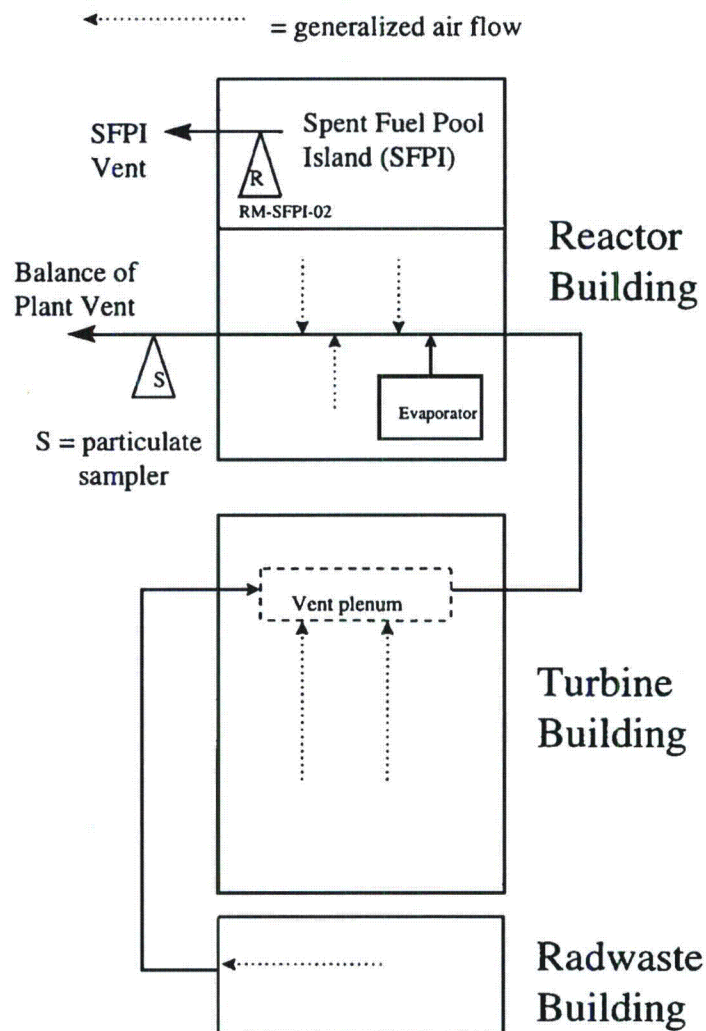 = generalized air flow
SFPI
Vent
Spent Fuel Pool
Island (SFPI)
R
RM-SFPI-02
Reactor
Building
Balance of
Plant Vent
S
Evaporator
S = particulate
sampler
Vent plenum
Turbine
Building
Radwaste
Building